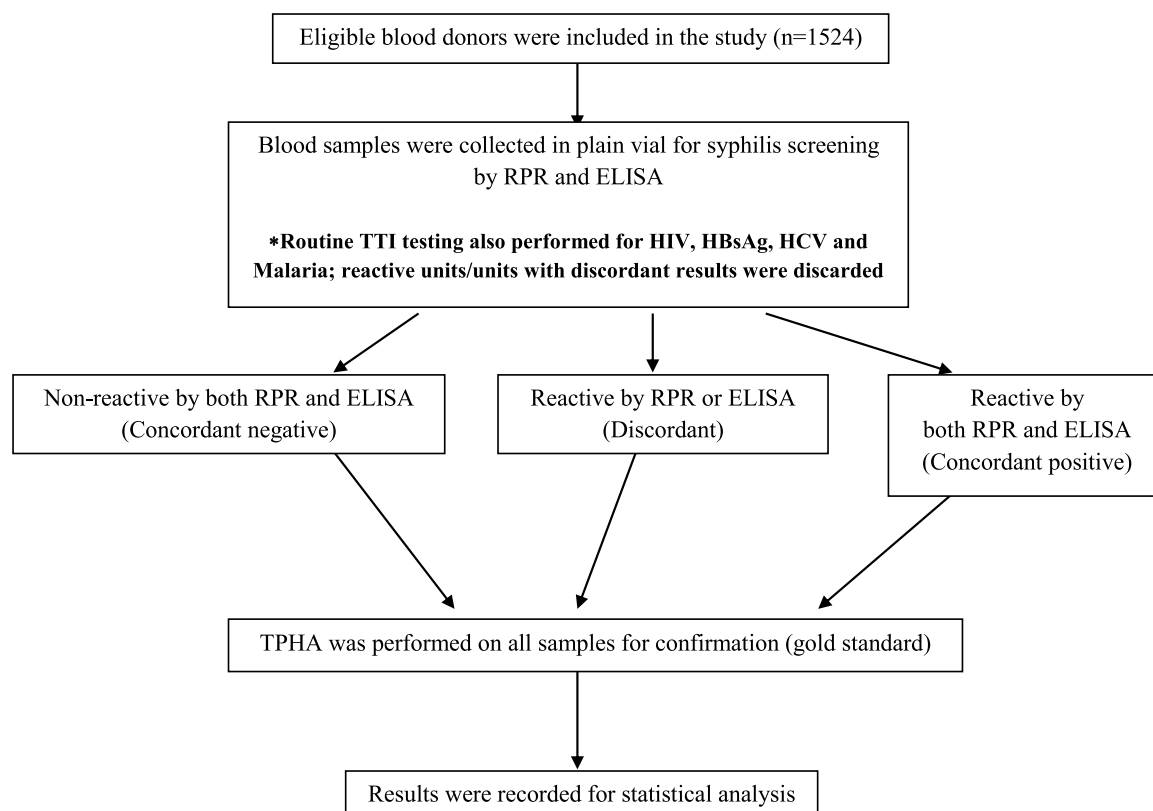 Eligible blood donors were included in the study (n=1524)
Blood samples were collected in plain vial for syphilis screening
by RPR and ELISA
*Routine TTI testing also performed for HIV, HBsAg, HCV and
Malaria; reactive units/units with discordant results were discarded
Non-reactive by both RPR and ELISA
(Concordant negative)
Reactive by RPR or ELISA
(Discordant)
Reactive by
both RPR and ELISA
(Concordant positive)
TPHA was performed on all samples for confirmation (gold standard)
Results were recorded for statistical analysis